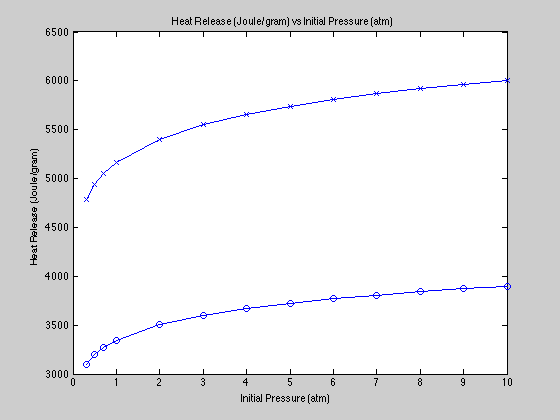 Heat Release (Joule/gram) vs Initial Pressure (atm)
6500
6000
5500
5000
4500
4000
3500
3000
Heat Release (Joule/gram)
0 1 2 3 4 5 6 7 8 9 10
Initial Pressure (atm)